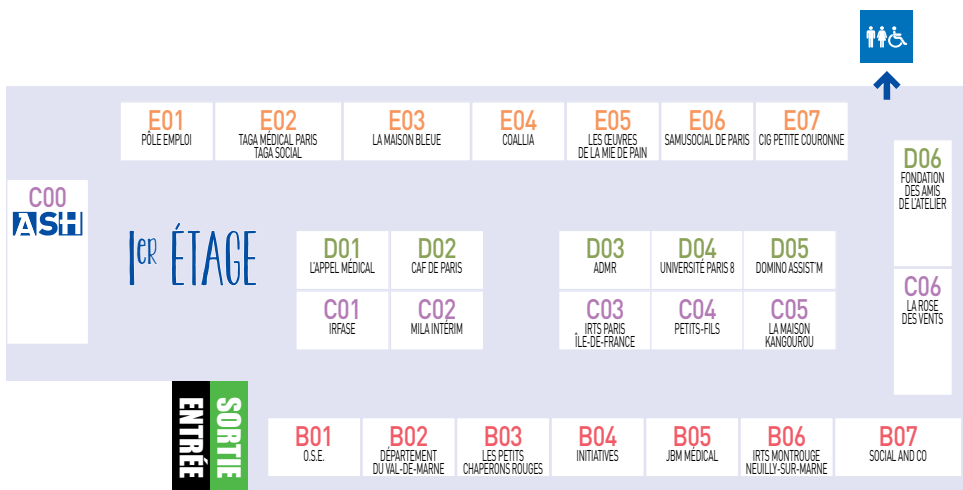 E01
PÔLE EMPLOI
E02
TAGA MÉDICAL PARIS
TAGA SOCIAL
E03
LA MAISON BLEUE
E04
COALLIA
E05
LES ŒUVRES
DE LA MIE DE PAIN
E06
SAMUSOCIAL DE PARIS
E07
CIG PETITE COURONNE
D06
FONDATION
DES AMIS
DE L'ATELIER
C00
ASH
1ER ÉTAGE
D01
L'APPEL MÉDICAL
D02
CAF DE PARIS
D03
ADMR
D04
UNIVERSITÉ PARIS 8
D05
DOMINO ASSIST'M
C01
IRFASE
C02
MILA INTÉRIM
C03
IRTS PARIS
ÎLE-DE-FRANCE
C04
PETITS-FILS
C05
LA MAISON
KANGOUROU
C06
LA ROSE
DES VENTS
ENTRÉE
SORTIE
B01
O.S.E.
B02
DÉPARTEMENT
DU VAL-DE-MARNE
B03
LES PETITS
CHAPERONS ROUGES
B04
INITIATIVES
B05
JBM MÉDICAL
B06
IRTS MONTROUGE
NEUILLY-SUR-MARNE
B07
SOCIAL AND CO